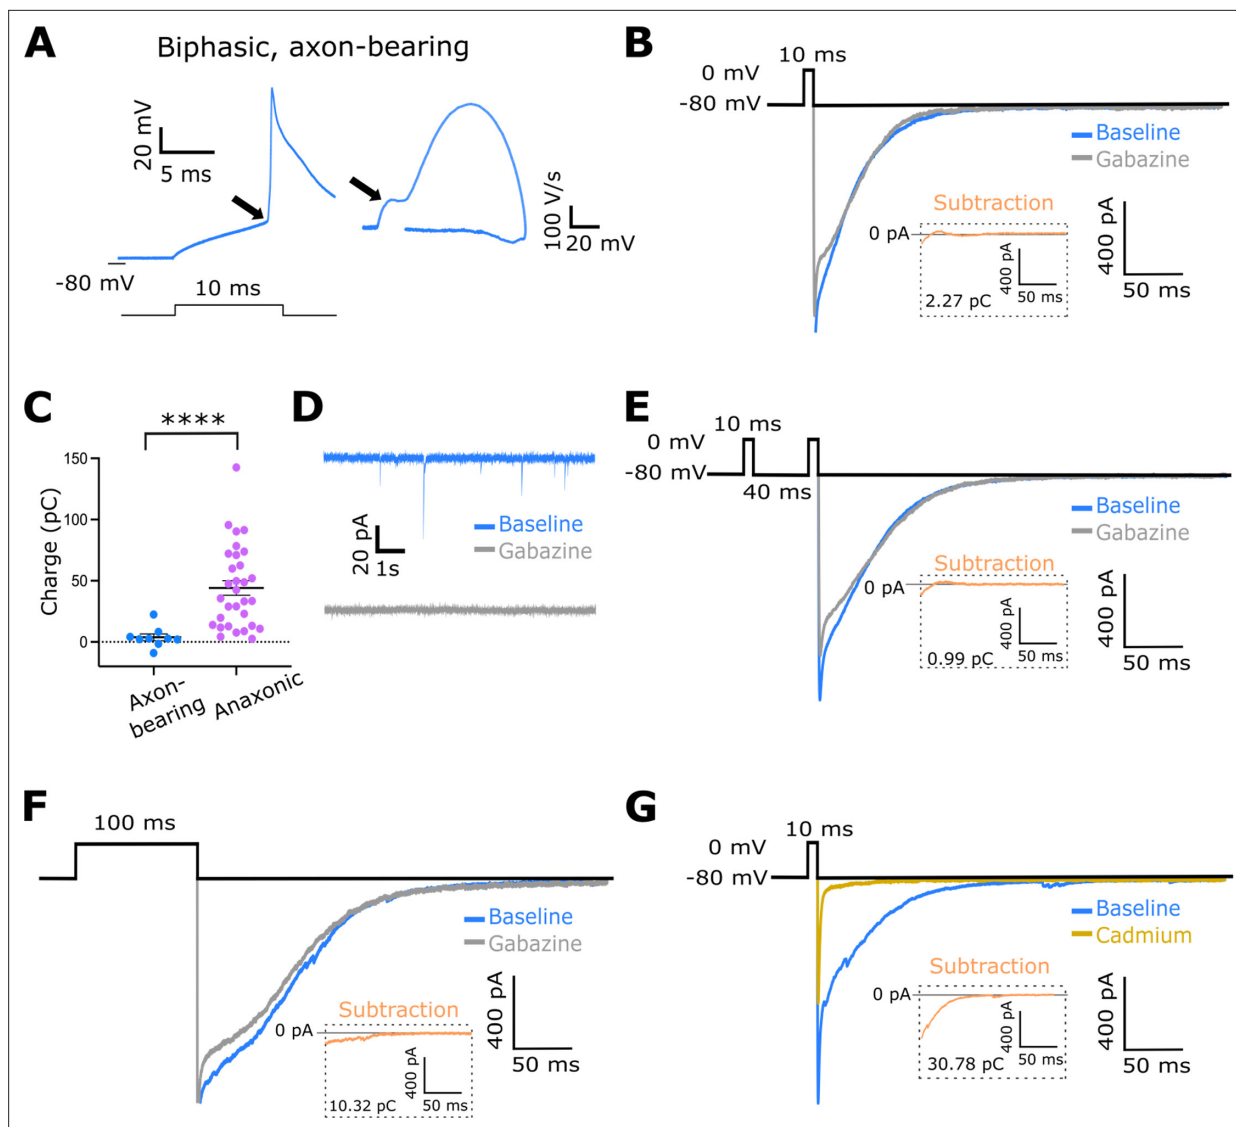 A
Biphasic, axon-bearing
20 mV
5 ms
100 V/s
20 mV
-80 mV
10 ms
B
10 ms
0 mV
-80 mV
Baseline
Gabazine
Subtraction
0 pA
400 pA
50 ms
2.27 pC
400 pA
50 ms
C
****
Charge (pC)
150
100
50
0
Axon-
bearing
Anaxonic
D
Baseline
20 pA
1s
Gabazine
E
10 ms
0 mV
-80 mV
40 ms
Baseline
Gabazine
Subtraction
0 pA
400 pA
50 ms
0.99 pC
400 pA
50 ms
F
100 ms
Baseline
Gabazine
Subtraction
0 pA
400 pA
50 ms
10.32 pC
400 pA
50 ms
G
10 ms
0 mV
-80 mV
Baseline
Cadmium
Subtraction
0 pA
400 pA
50 ms
30.78 pC
400 pA
50 ms